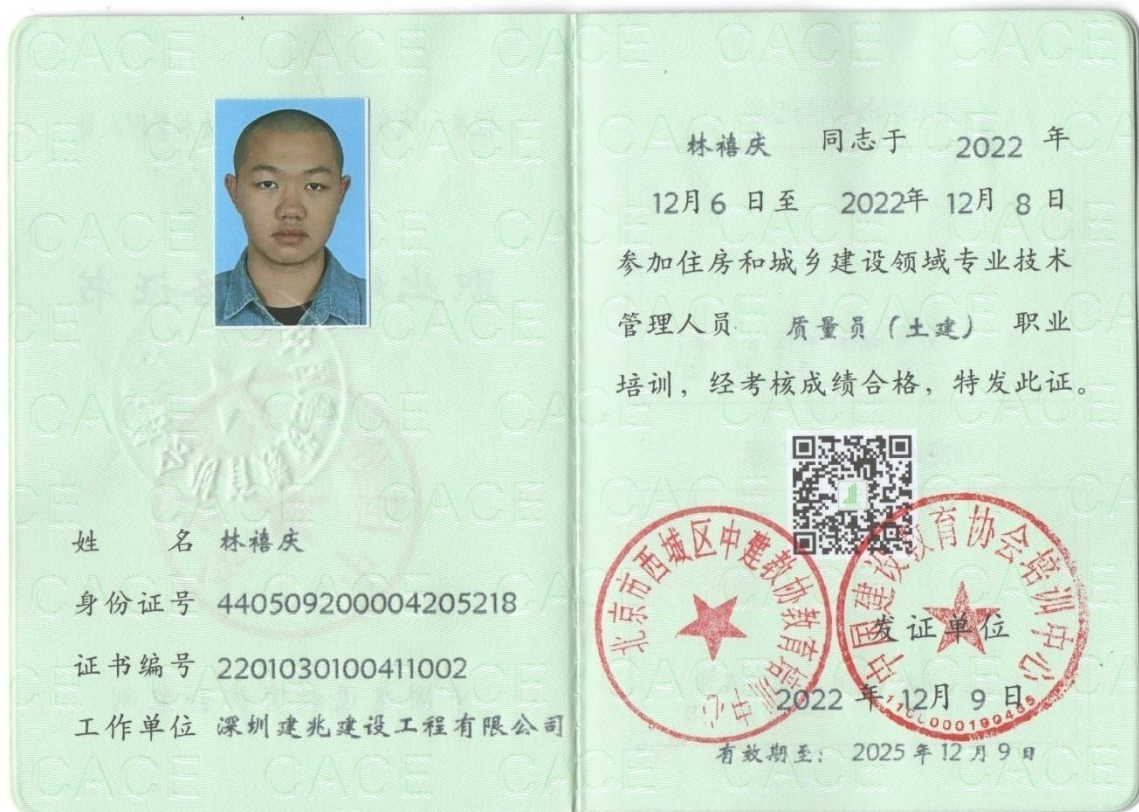 姓 名 林禧庆
身份证号 440509200004205218
证书编号 2201030100411002
工作单位 深圳建兆建设工程有限公司
林禧庆 同志于 2022 年
12月 6 日至 2022年 12月 8 日
参加住房和城乡建设领域专业技术
管理人员 质量员（土建） 职业
培训，经考核成绩合格，特发此证。
北京市西城区中建教协教育培训中心
中国建设教育协会培训中心
发证单位
2022 年 12月 9 日
有效期至： 2025 年 12 月 9 日
CACE